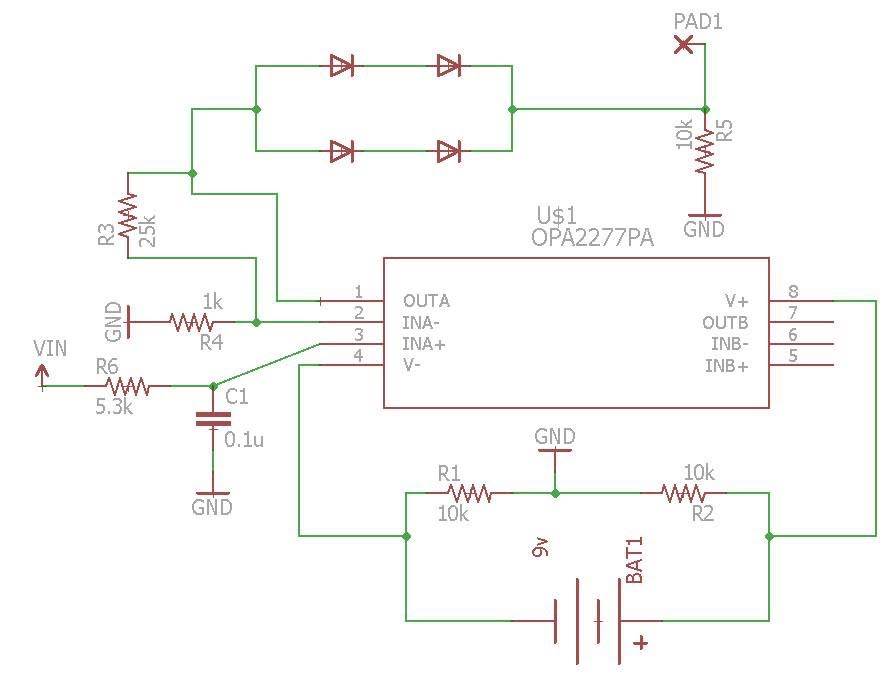 PAD1
10k
R5
GND
U$1
OPA2277PA
R3
25k
1
OUTA
2
INA-
3
INA+
4
V-
8
V+
7
OUTB
6
INB-
5
INB+
1k
GND
R4
VIN
R6
5.3k
C1
0.1u
GND
GND
R1
10k
10k
R2
9v
BAT1
+